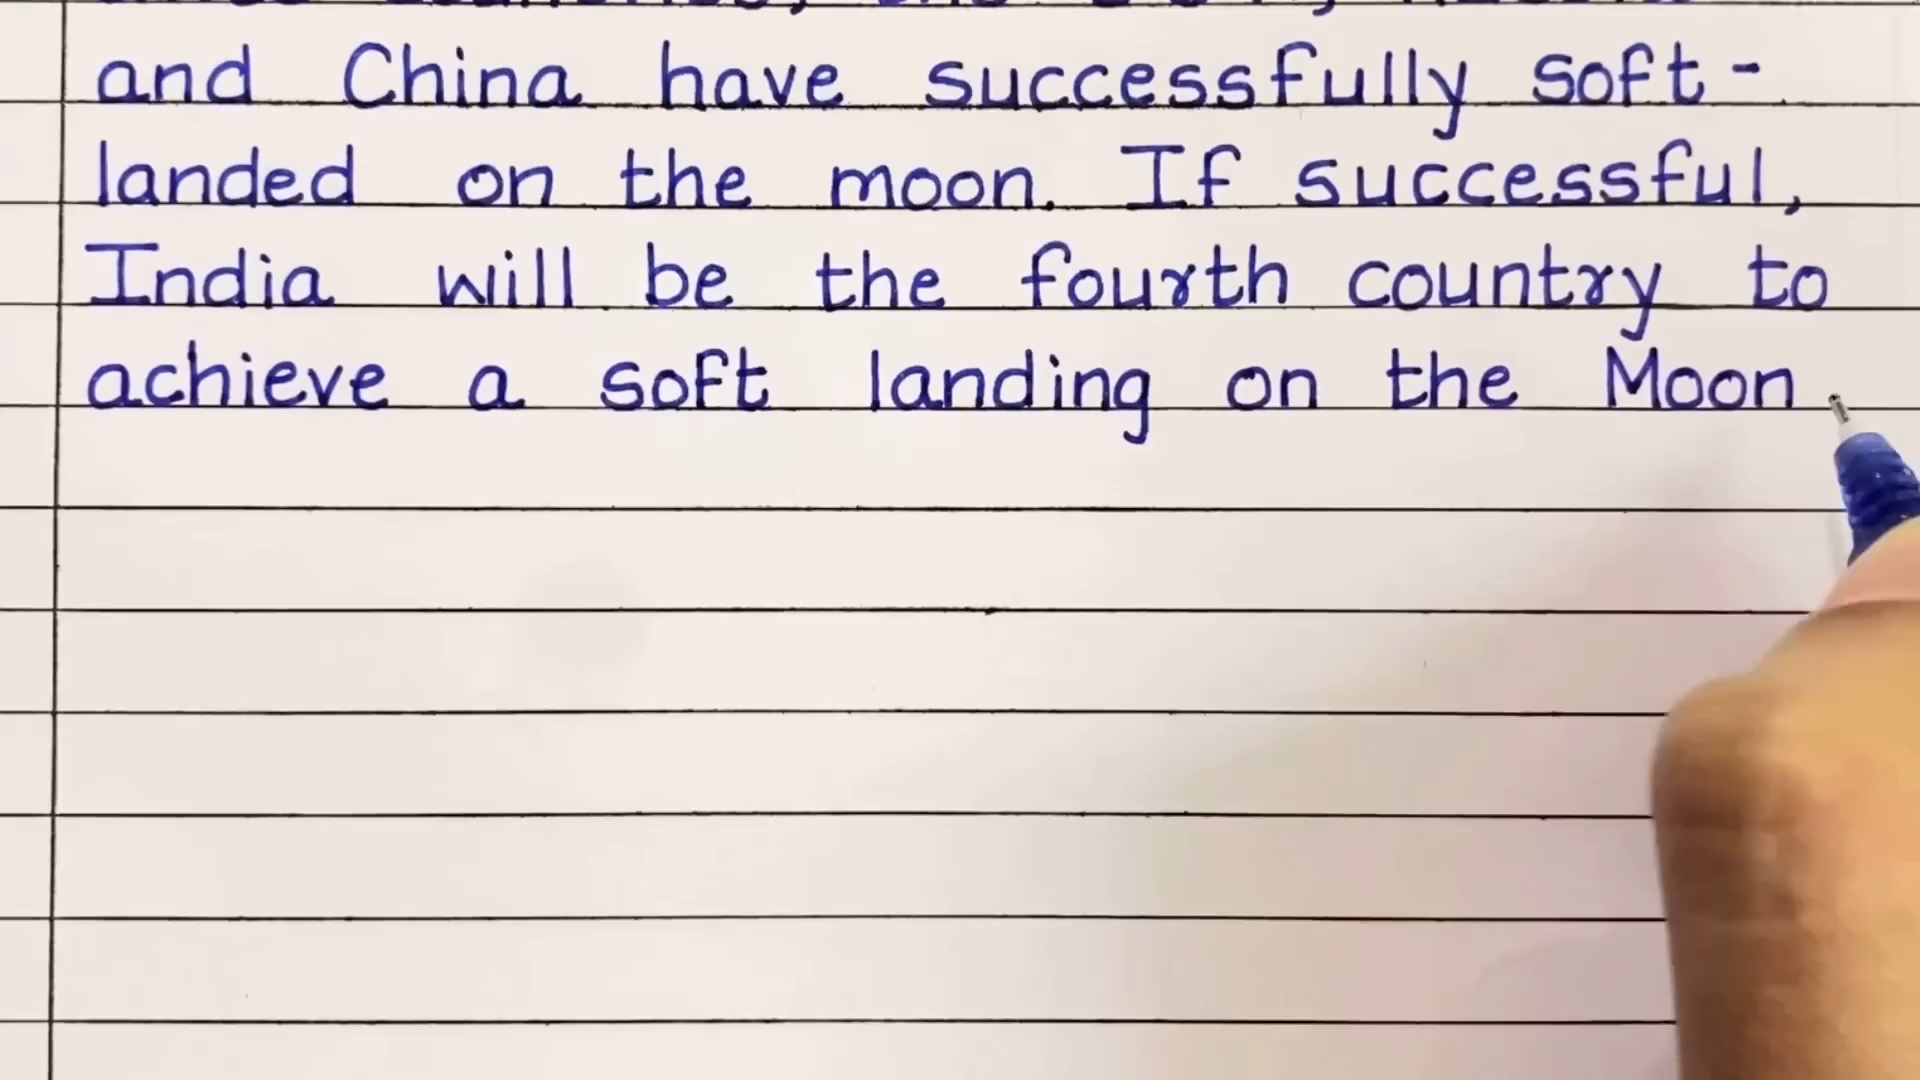 and China have successfully soft-
landed on the moon. If successful,
India will be the fourth country to
achieve a soft landing on the Moon